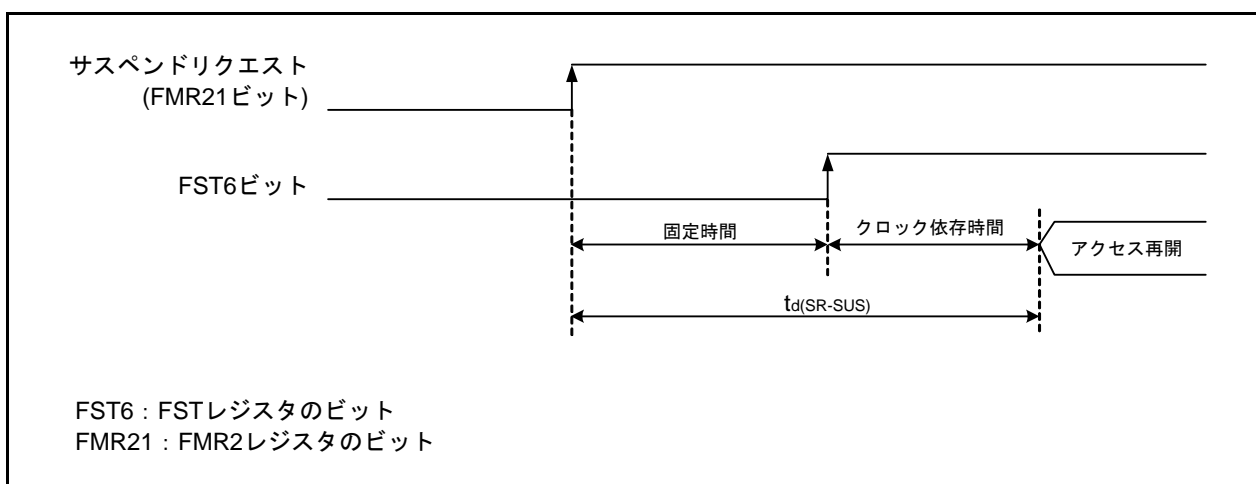 サスペンドリクエスト
(FMR21ビット)
FST6ビット
固定時間
クロック依存時間
アクセス再開
td(SR-SUS)
FST6：FSTレジスタのビット
FMR21：FMR2レジスタのビット